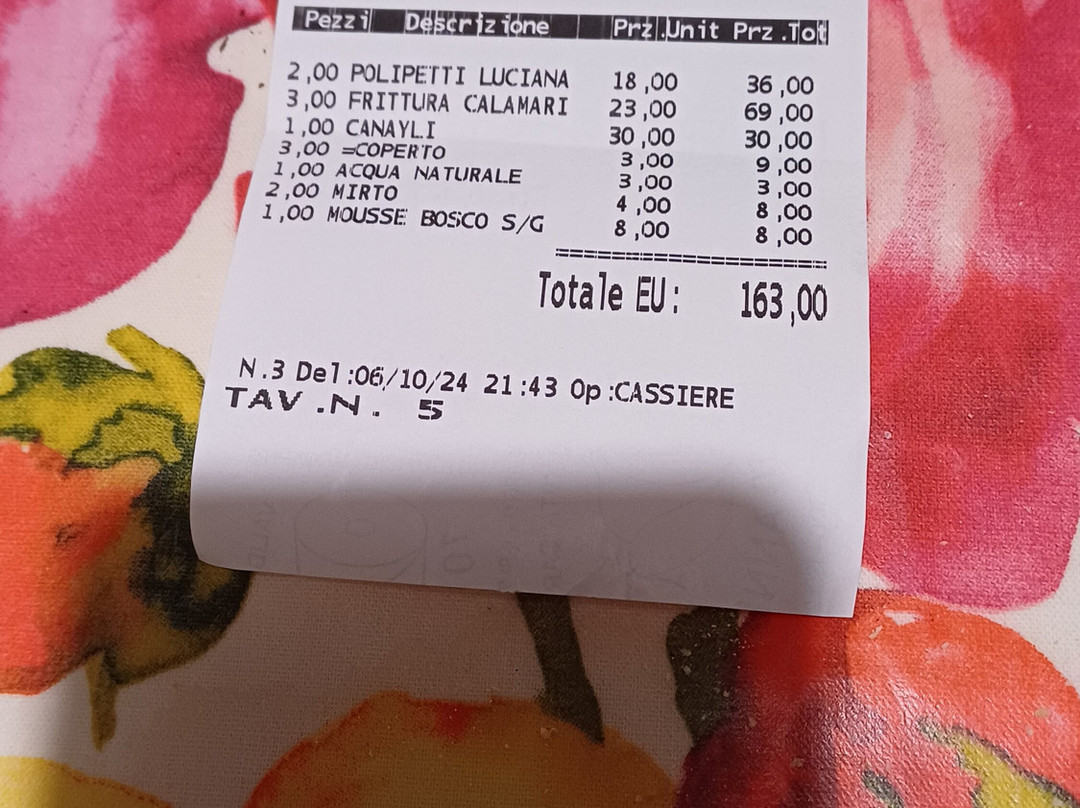 Pezzi Descrizione Prz.Unit Prz.Tot
2,00 POLIPETTI LUCIANA 18,00 36,00
3,00 FRITTURA CALAMARI 23,00 69,00
1,00 CANAYLI 30,00 30,00
3,00 =COPERTO 3,00 9,00
1,00 ACQUA NATURALE 3,00 3,00
2,00 MIRTO 4,00 8,00
1,00 MOUSSE BOSCO S/G 8,00 8,00
Totale EU: 163,00
N.3 Del:06/10/24 21:43 Op:CASSIERE
TAV.N. 5